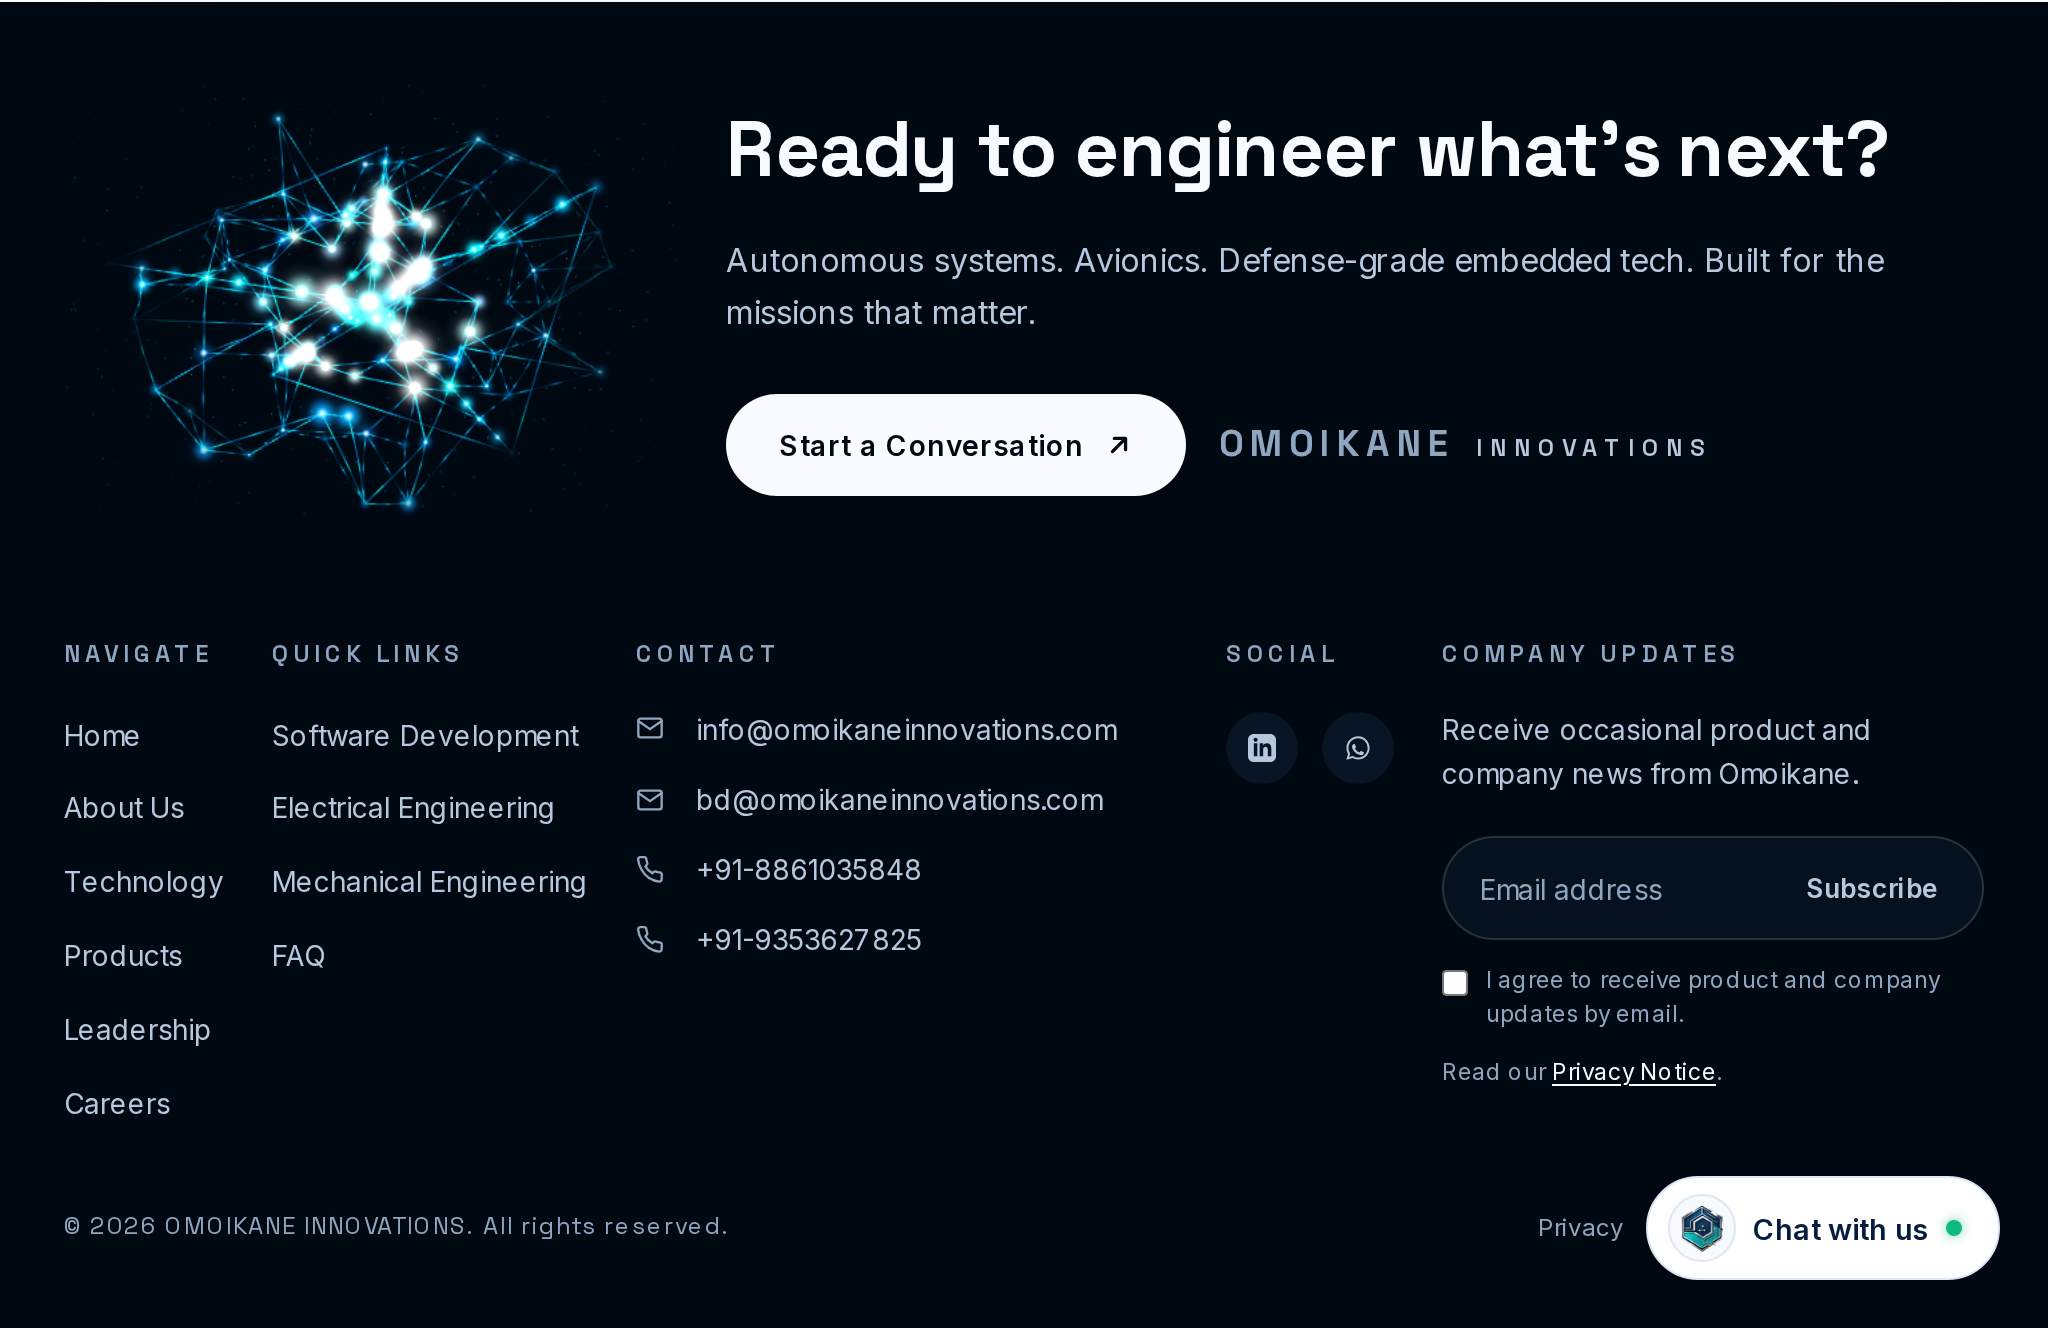 Ready to engineer what’s next?
Autonomous systems. Avionics. Defense-grade embedded tech. Built for the
missions that matter.
Start a Conversation
OMOIKANE INNOVATIONS
NAVIGATE
Home
About Us
Technology
Products
Leadership
Careers
QUICK LINKS
Software Development
Electrical Engineering
Mechanical Engineering
FAQ
CONTACT
info@omoikaneinnovations.com
bd@omoikaneinnovations.com
+91-8861035848
+91-9353627825
SOCIAL
in
COMPANY UPDATES
Receive occasional product and
company news from Omoikane.
Email address
Subscribe
I agree to receive product and company
updates by email.
Read our Privacy Notice.
© 2026 OMOIKANE INNOVATIONS. All rights reserved.
Privacy
Chat with us